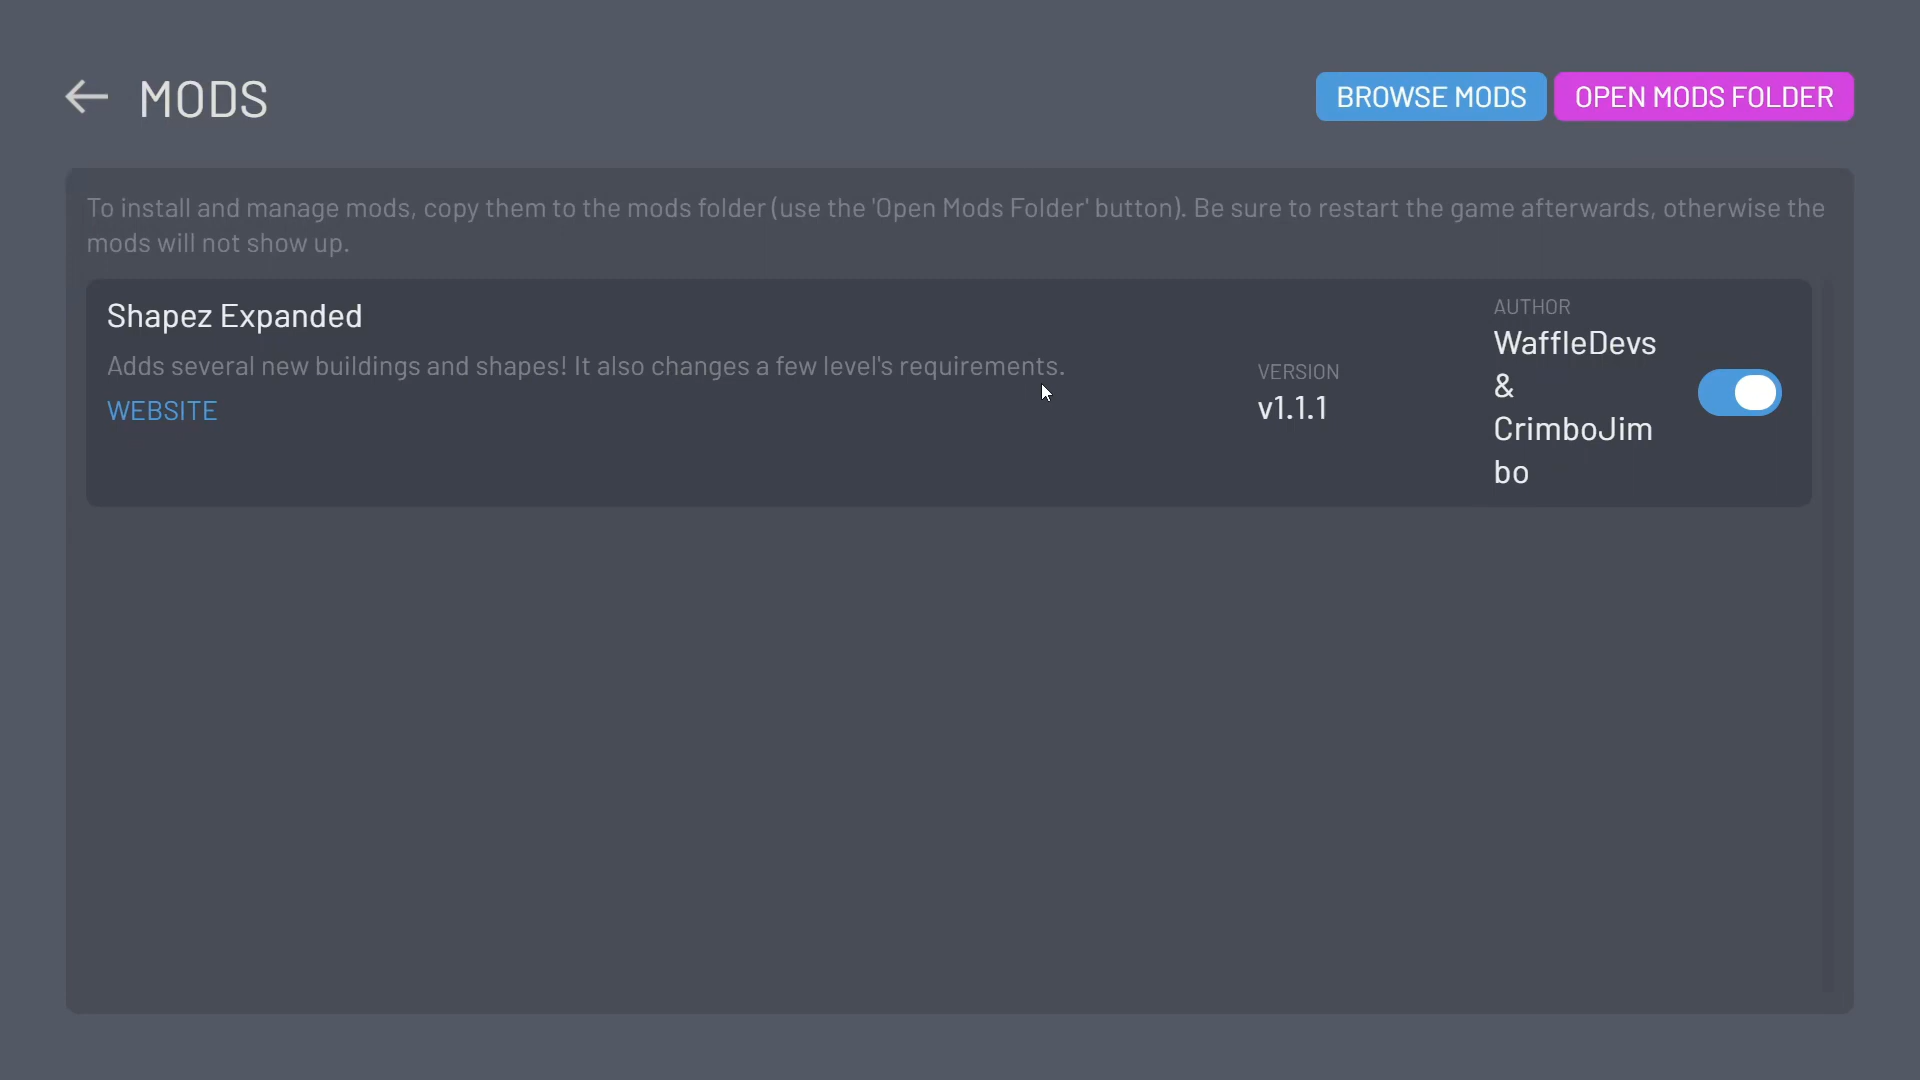 MODS
BROWSE MODS
OPEN MODS FOLDER
To install and manage mods, copy them to the mods folder (use the 'Open Mods Folder' button). Be sure to restart the game afterwards, otherwise the
mods will not show up.
Shapez Expanded
Adds several new buildings and shapes! It also changes a few level's requirements.
WEBSITE
VERSION
v1.1.1
AUTHOR
WaffleDevs
&
CrimboJim
bo